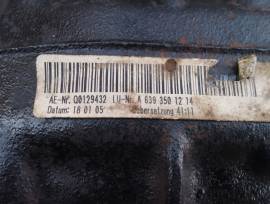 AE-Nr. Q0129432 LU-Nr. A 639 350 12 14
Datum: 18 01 05 Übersetzung 41:11